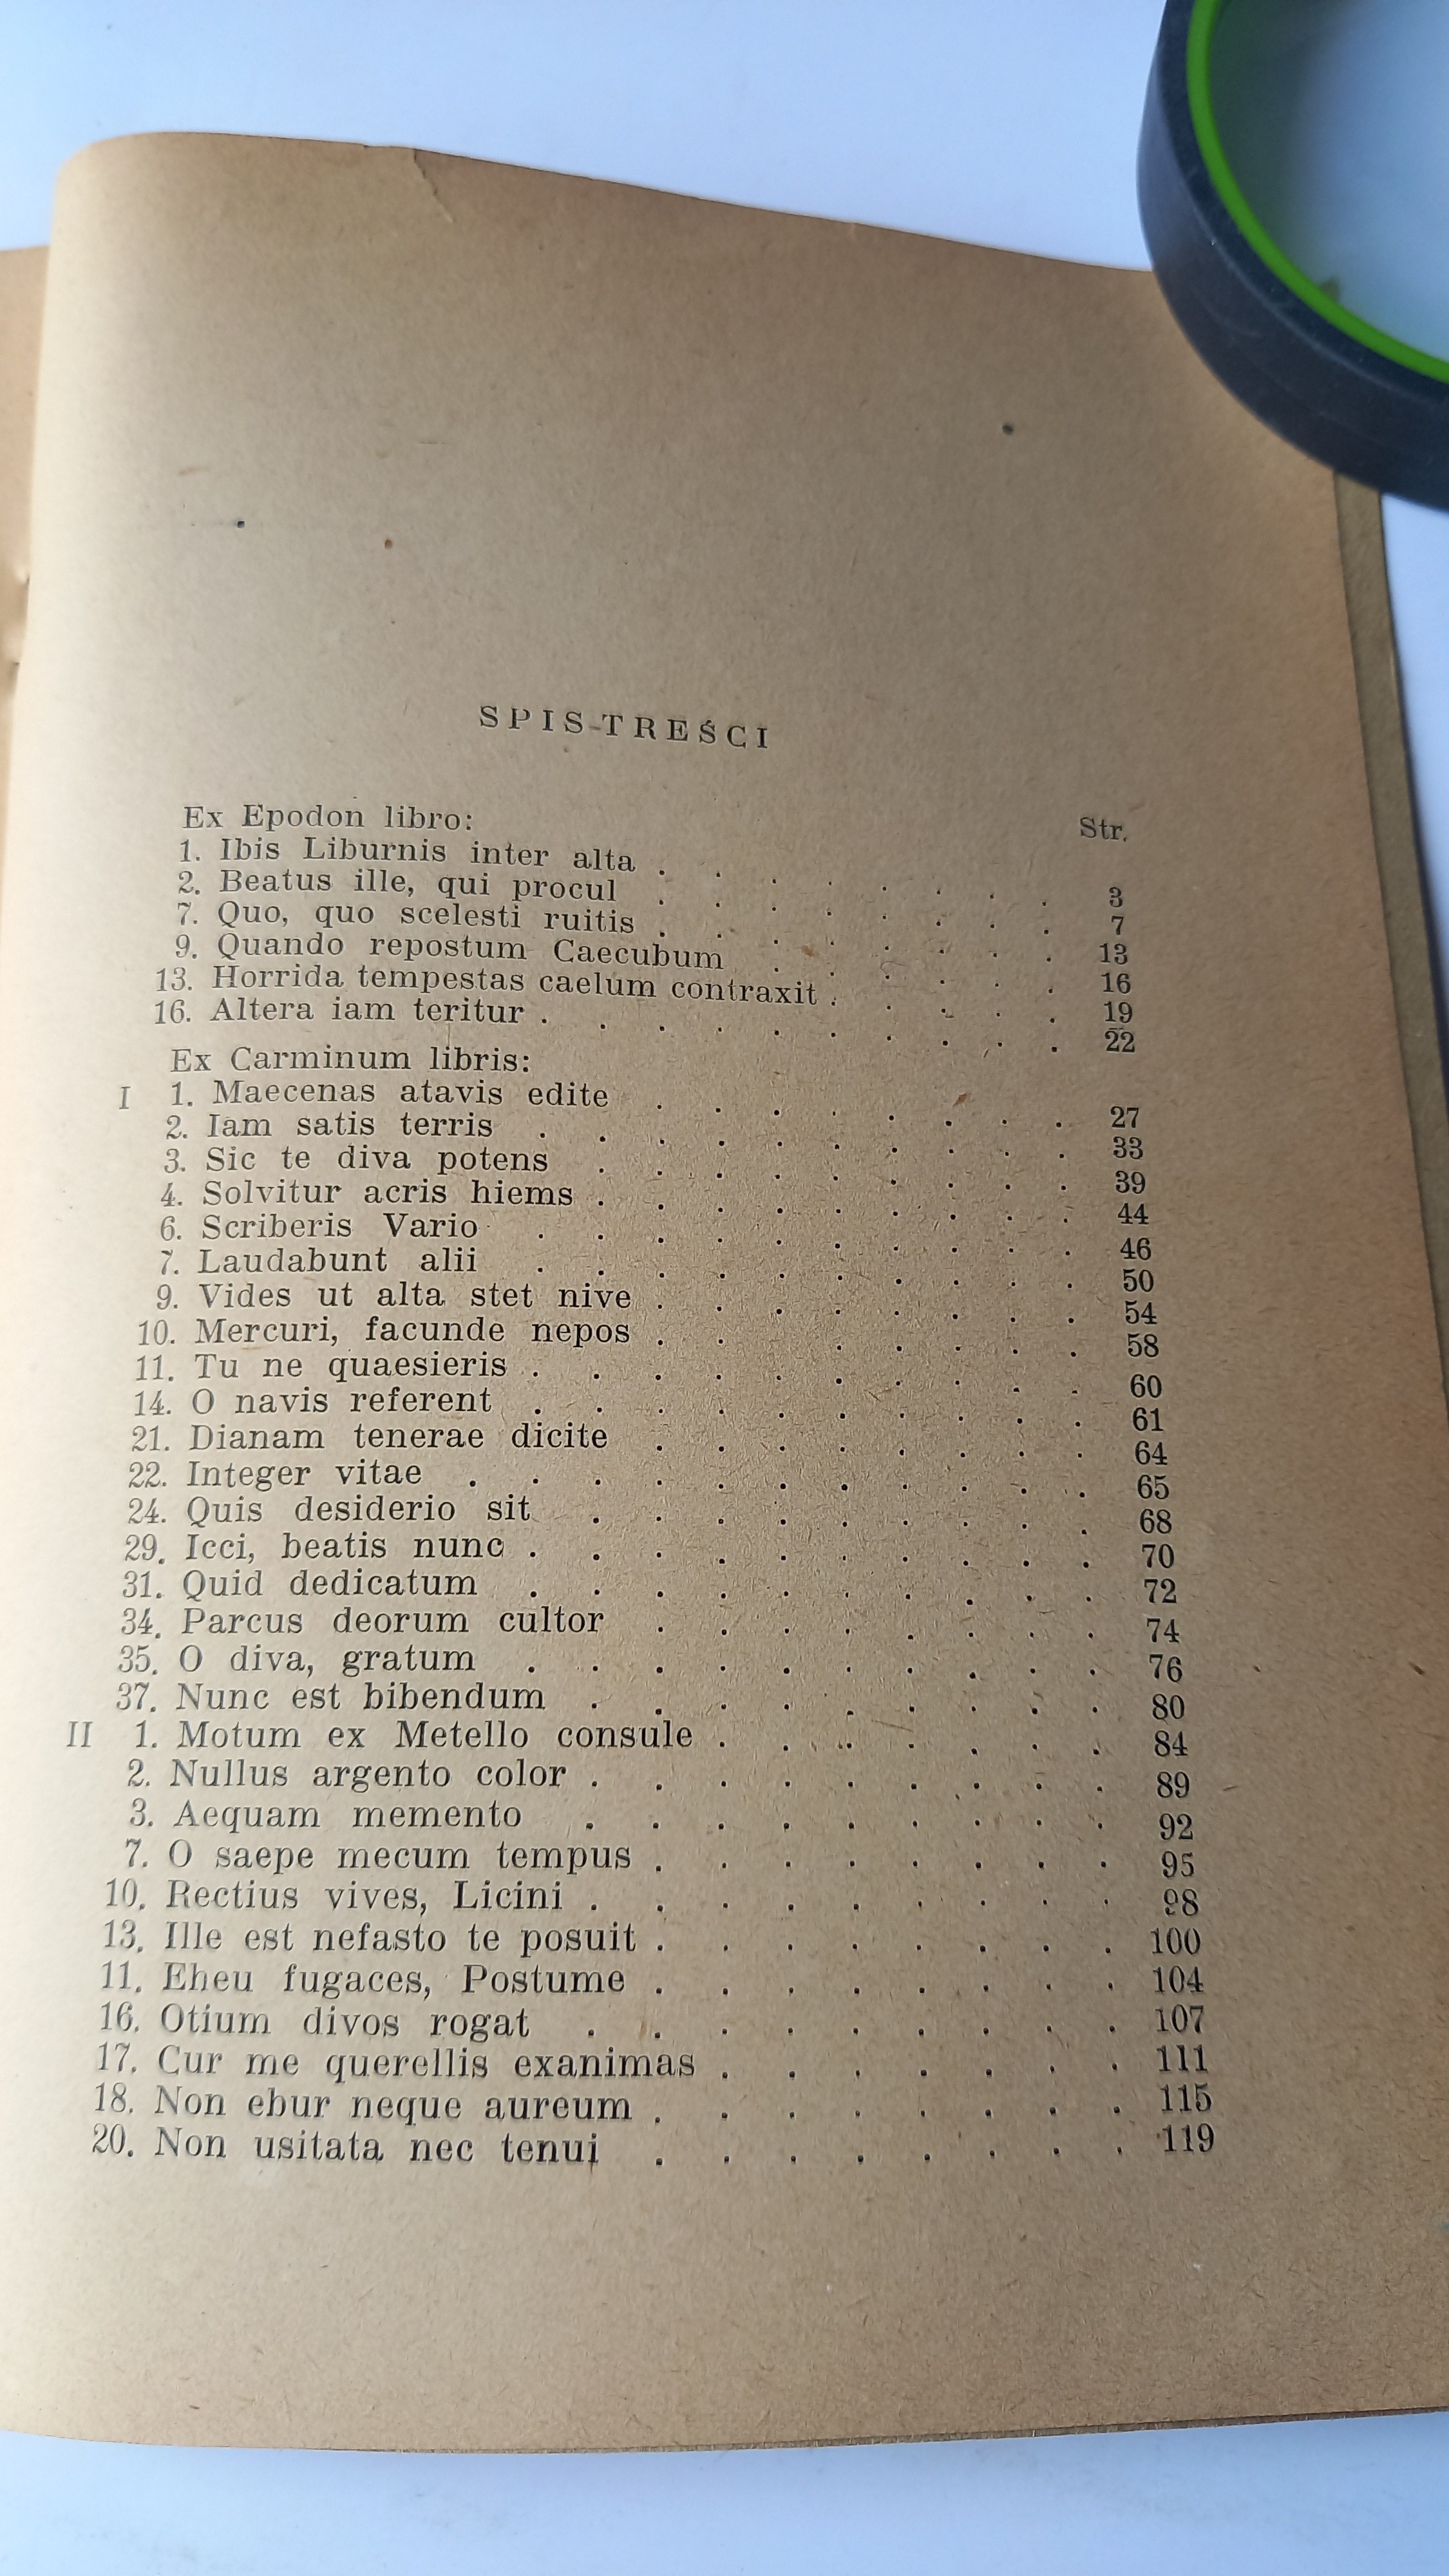 SPIS TREŚCI
Str.
Ex Epodon libro:
1. Ibis Liburnis inter alta . . . . . . . . 3
2. Beatus ille, qui procul . . . . . . . . 7
7. Quo, quo scelesti ruitis . . . . . . . . 13
9. Quando repostum Caecubum . . . . . . 16
13. Horrida tempestas caelum contraxit . . . . . 19
16. Altera iam teritur . . . . . . . . . . 22
Ex Carminum libris:
I 1. Maecenas atavis edite . . . . . . . . 27
2. Iam satis terris . . . . . . . . . . 33
3. Sic te diva potens . . . . . . . . . 39
4. Solvitur acris hiems . . . . . . . . . 44
6. Scriberis Vario . . . . . . . . . . 46
7. Laudabunt alii . . . . . . . . . . 50
9. Vides ut alta stet nive . . . . . . . . 54
10. Mercuri, facunde nepos . . . . . . . 58
11. Tu ne quaesieris . . . . . . . . . . 60
14. O navis referent . . . . . . . . . . 61
21. Dianam tenerae dicite . . . . . . . . 64
22. Integer vitae . . . . . . . . . . . 65
24. Quis desiderio sit . . . . . . . . . 68
29. Icci, beatis nunc . . . . . . . . . . 70
31. Quid dedicatum . . . . . . . . . . 72
34. Parcus deorum cultor . . . . . . . . 74
35. O diva, gratum . . . . . . . . . . 76
37. Nunc est bibendum . . . . . . . . . 80
II 1. Motum ex Metello consule . . . . . . . 84
2. Nullus argento color . . . . . . . . . 89
3. Aequam memento . . . . . . . . . 92
7. O saepe mecum tempus . . . . . . . . 95
10. Rectius vives, Licini . . . . . . . . . 98
13. Ille est nefasto te posuit . . . . . . . . 100
11. Eheu fugaces, Postume . . . . . . . . 104
16. Otium divos rogat . . . . . . . . . 107
17. Cur me querellis exanimas . . . . . . . 111
18. Non ebur neque aureum . . . . . . . . 115
20. Non usitata nec tenui . . . . . . . . 119